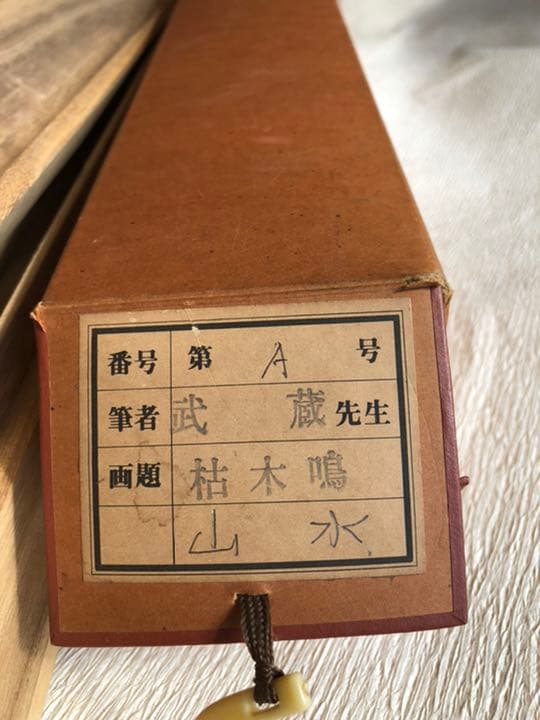 番号 第 A 号
筆者 武 蔵 先生
画題 枯木鳴
山 水